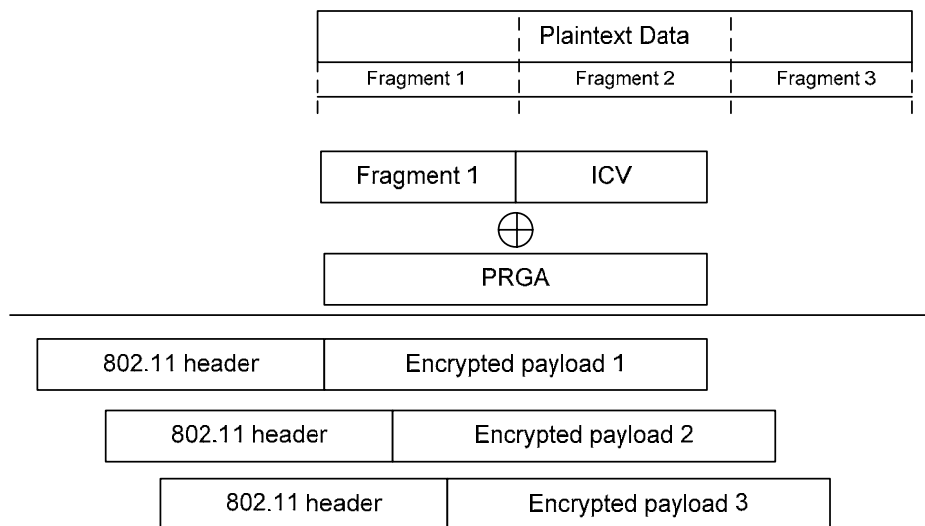 Plaintext Data
Fragment 1 Fragment 2 Fragment 3
Fragment 1 ICV
PRGA
802.11 header Encrypted payload 1
802.11 header Encrypted payload 2
802.11 header Encrypted payload 3